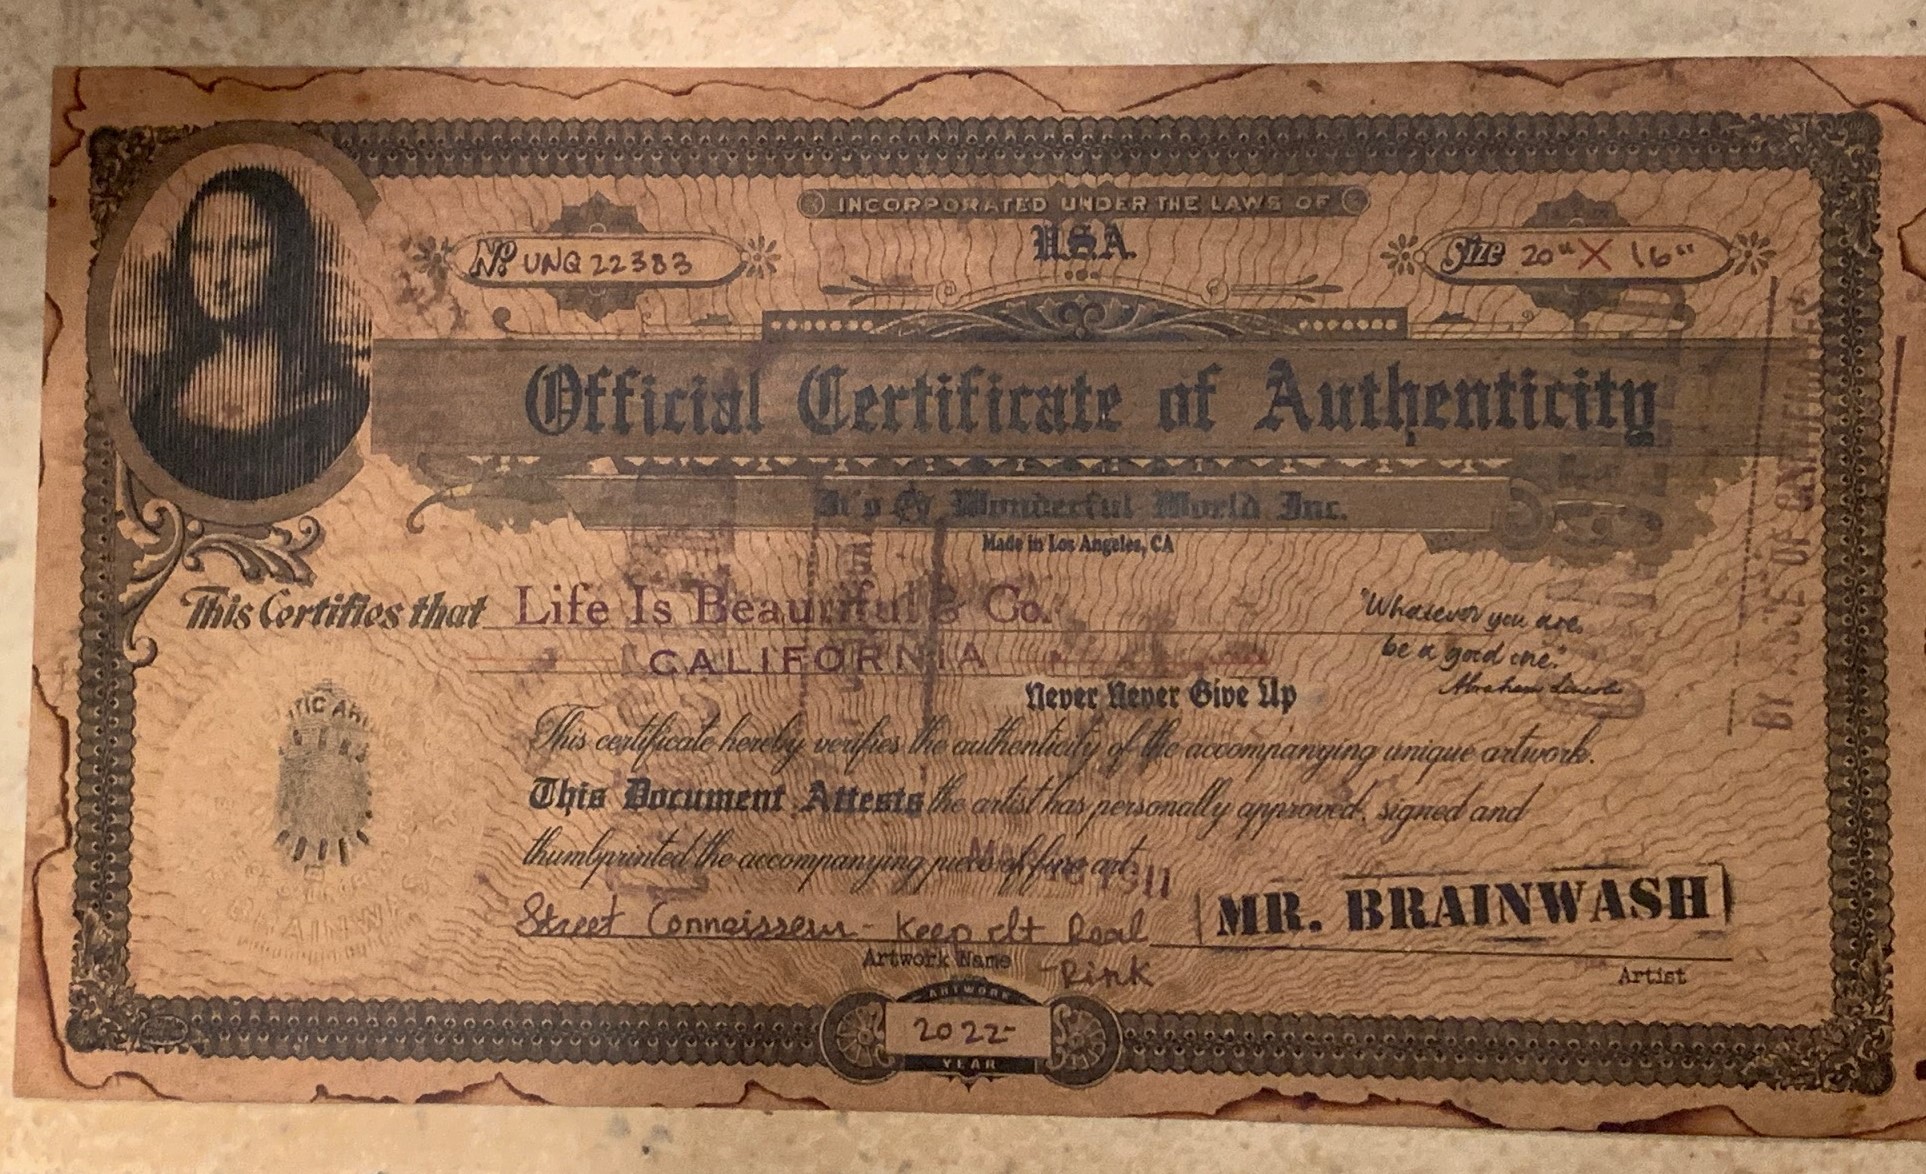 INCORPORATED UNDER THE LAWS OF
U.S.A.
No. UNQ 22383
Size 20" X 16"
Official Certificate of Authenticity
It's A Wonderful World Inc.
Made in Los Angeles, CA
This Certifies that Life Is Beautiful & Co.
CALIFORNIA
"Whatever you are,
be a good one."
Abraham Lincoln
Never Never Give Up
This certificate hereby verifies the authenticity of the accompanying unique artwork.
This Document Attests the artist has personally approved, signed and
thumbprinted the accompanying piece of fine art.
1911
Street Connaisseur - Keep It Real
- Pink
Artwork Name
MR. BRAINWASH
Artist
ARTWORK
2022
YEAR